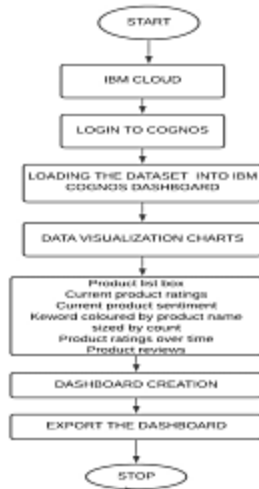 START
IBM CLOUD
LOGIN TO COGNOS
LOADING THE DATASET INTO IBM
COGNOS DASHBOARD
DATA VISUALIZATION CHARTS
Product list box
Current product ratings
Current product sentiment
Keword coloured by product name
sized by count
Product ratings over time
Product reviews
DASHBOARD CREATION
EXPORT THE DASHBOARD
STOP